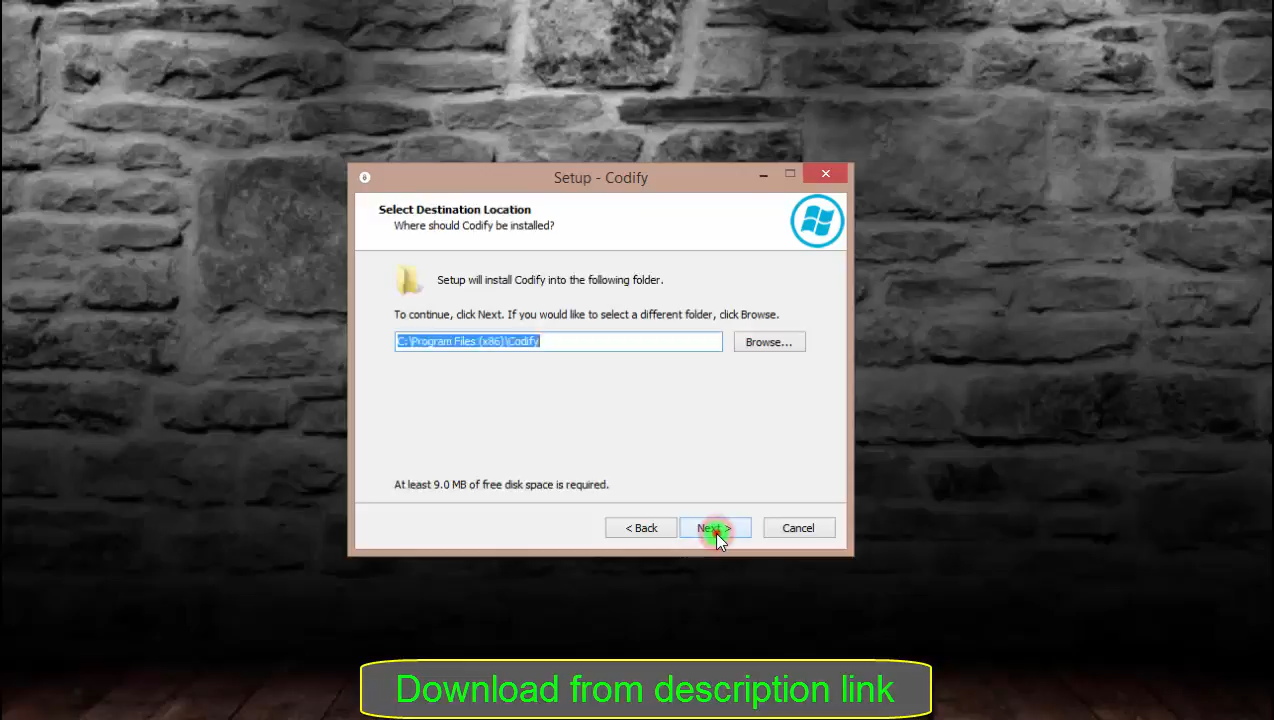 Setup - Codify
Select Destination Location
Where should Codify be installed?
Setup will install Codify into the following folder.
To continue, click Next. If you would like to select a different folder, click Browse.
C:\Program Files (x86)\Codify
Browse...
At least 9.0 MB of free disk space is required.
< Back
Next >
Cancel
Download from description link